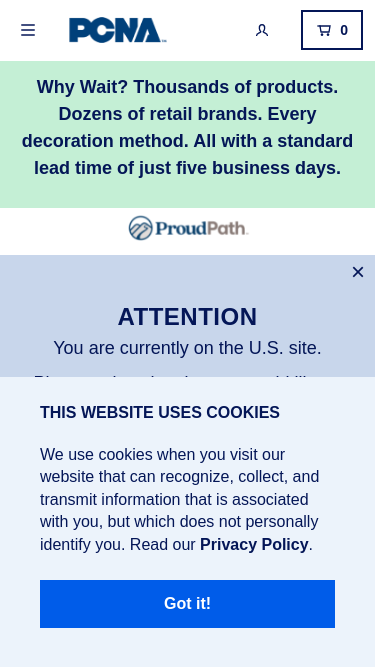 PCNA
0
Why Wait? Thousands of products.
Dozens of retail brands. Every
decoration method. All with a standard
lead time of just five business days.
ProudPath
ATTENTION
You are currently on the U.S. site.
THIS WEBSITE USES COOKIES
We use cookies when you visit our
website that can recognize, collect, and
transmit information that is associated
with you, but which does not personally
identify you. Read our Privacy Policy.
Got it!